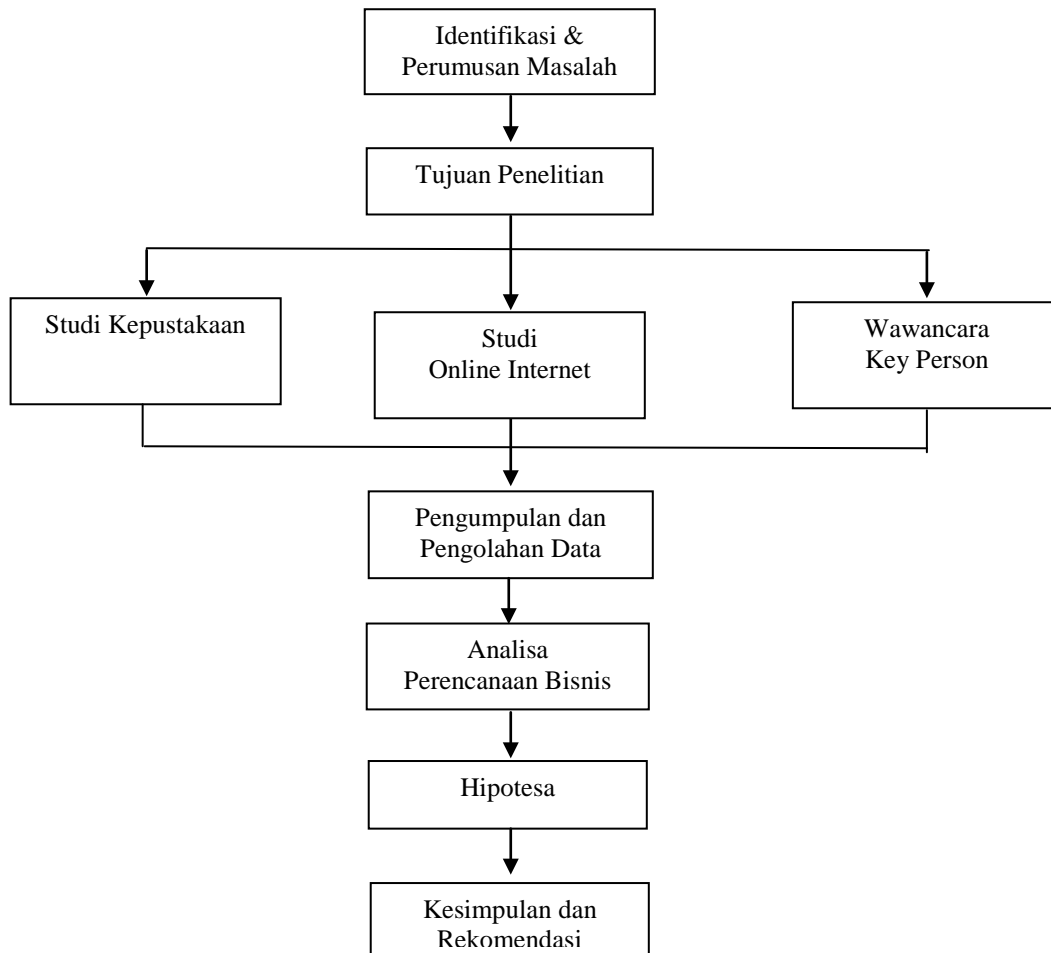 Identifikasi &
Perumusan Masalah
Tujuan Penelitian
Studi Kepustakaan
Studi
Online Internet
Wawancara
Key Person
Pengumpulan dan
Pengolahan Data
Analisa
Perencanaan Bisnis
Hipotesa
Kesimpulan dan
Rekomendasi